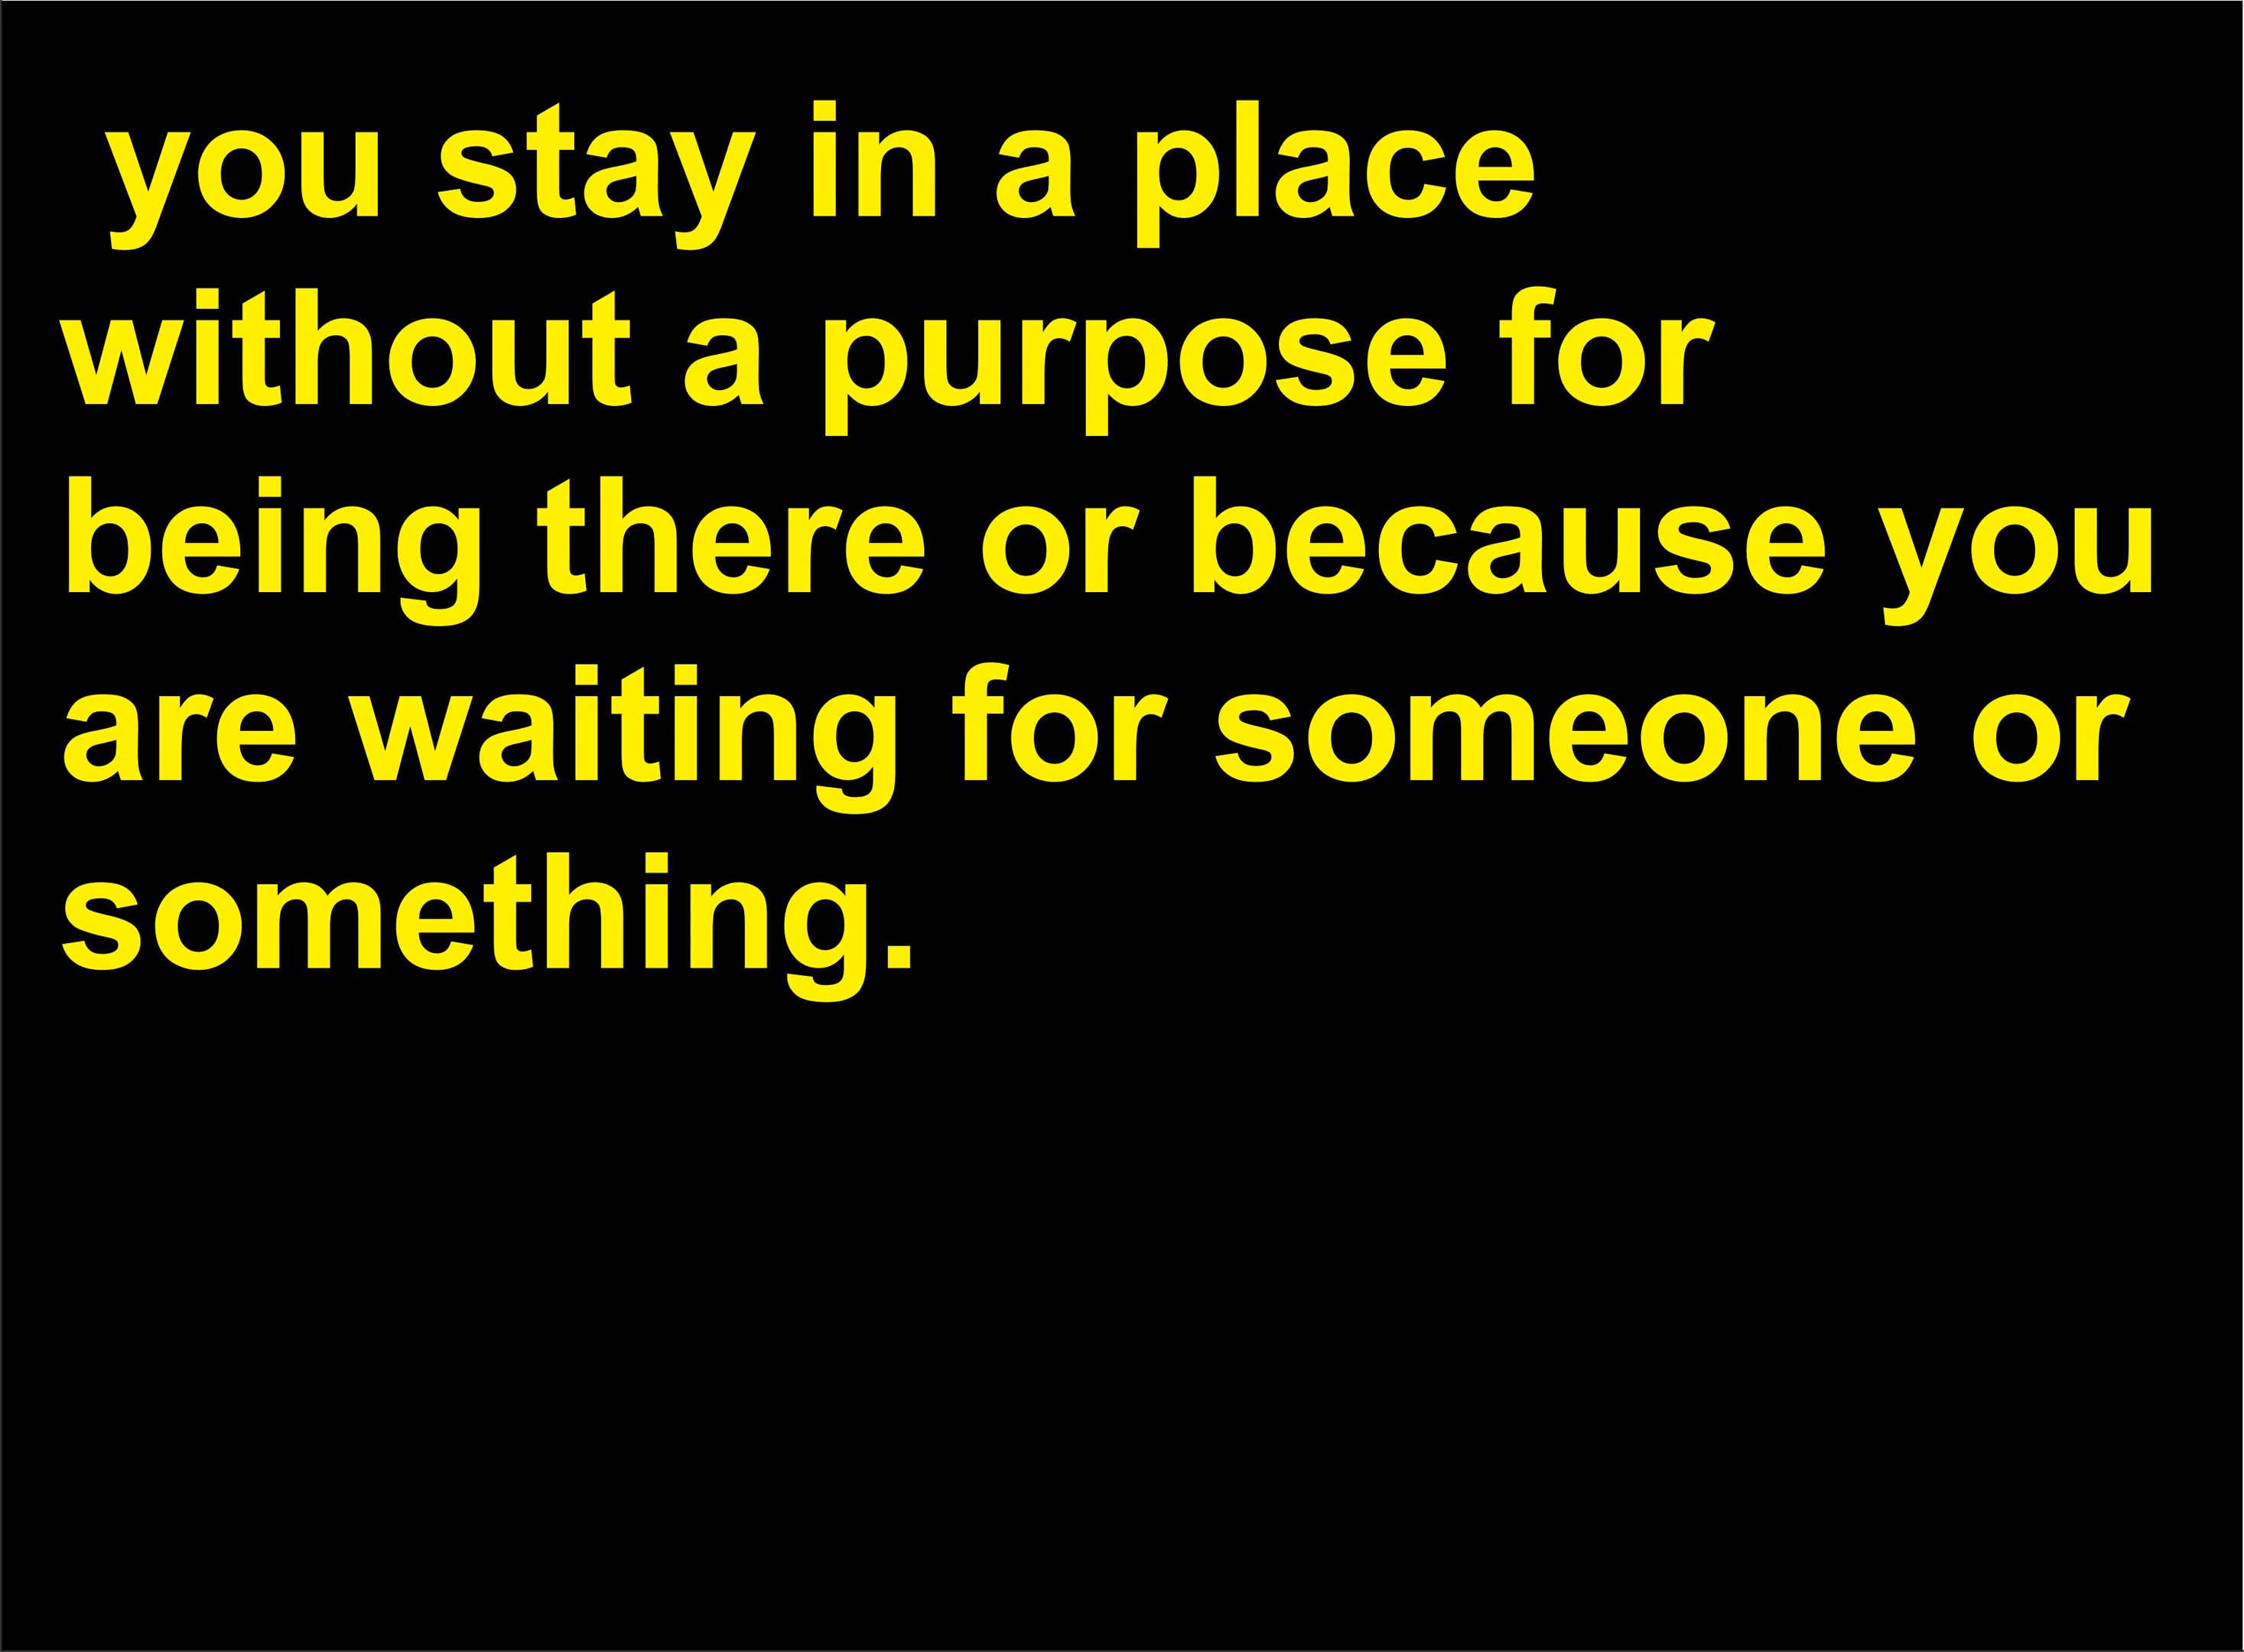 you stay in a place
without a purpose for
being there or because you
are waiting for someone or
something.